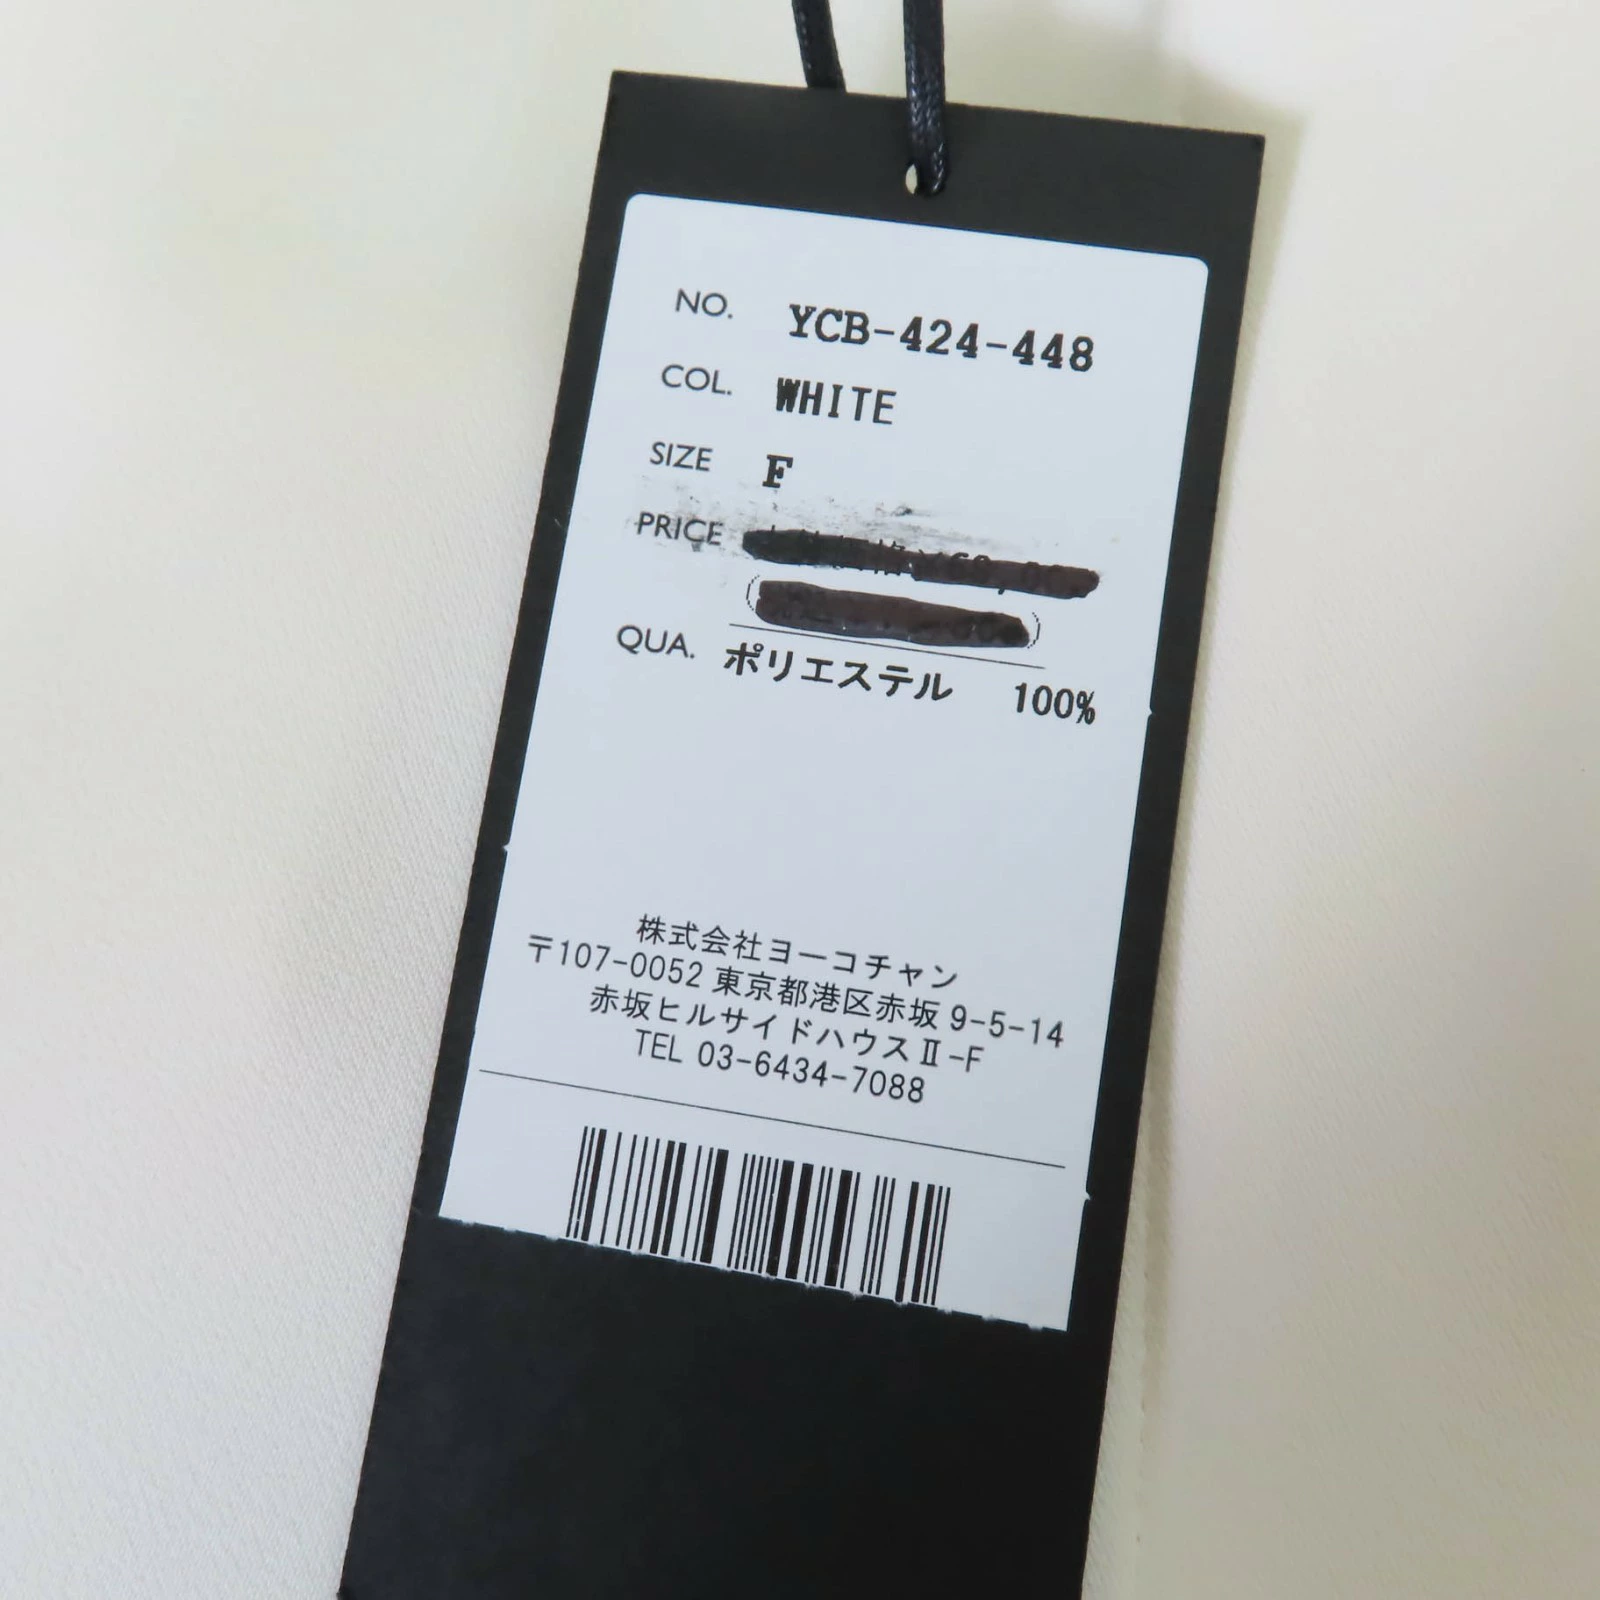 NO. YCB-424-448
COL. WHITE
SIZE F
PRICE
QUA. ポリエステル 100%
株式会社ヨーコチャン
〒107-0052 東京都港区赤坂 9-5-14
赤坂ヒルサイドハウスⅡ-F
TEL 03-6434-7088